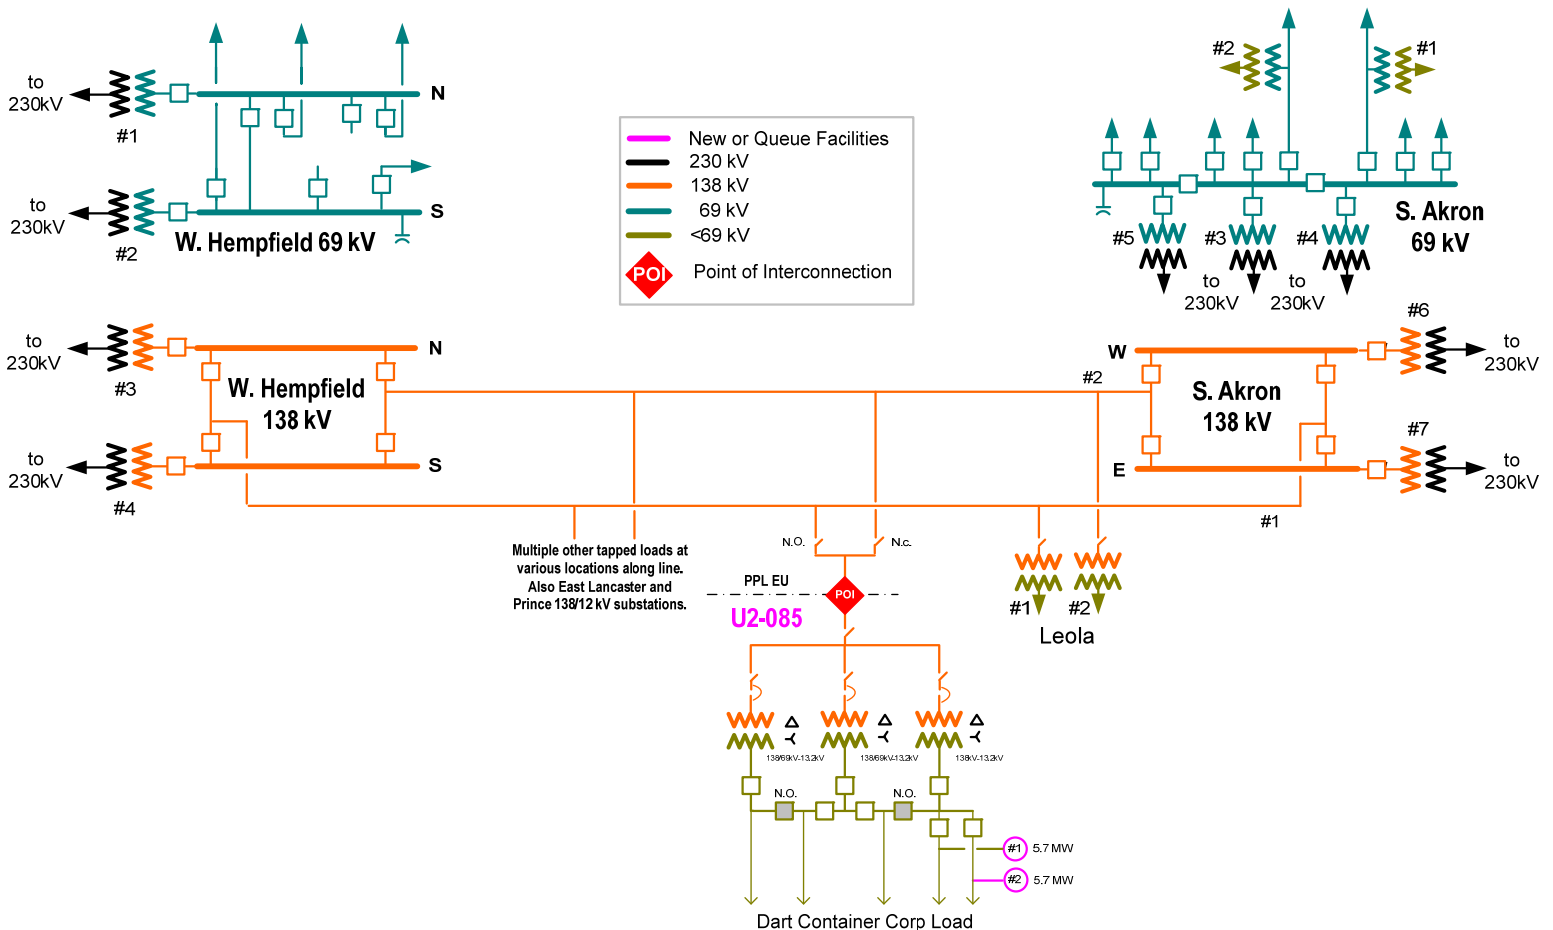 to
230kV
#1
N
to
230kV
#2
S
W. Hempfield 69 kV
New or Queue Facilities
230 kV
138 kV
69 kV
<69 kV
POI
Point of Interconnection
#2
#1
S. Akron
69 kV
#5
#3
#4
to
230kV
to
230kV
to
230kV
#3
N
W. Hempfield
138 kV
to
230kV
#4
S
#2
W
S. Akron
138 kV
E
#6
to
230kV
#7
to
230kV
#1
N.O.
N.c.
Multiple other tapped loads at
various locations along line.
Also East Lancaster and
Prince 138/12 kV substations.
PPL EU
POI
U2-085
#1
#2
Leola
138/69kV-13.2kV
138/69kV-13.2kV
138kV-13.2kV
N.O.
N.O.
#1
5.7 MW
#2
5.7 MW
Dart Container Corp Load